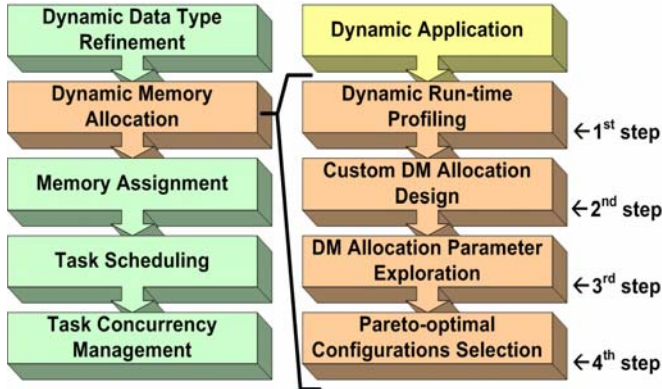 Dynamic Data Type
Refinement
Dynamic Memory
Allocation
Memory Assignment
Task Scheduling
Task Concurrency
Management
Dynamic Application
Dynamic Run-time
Profiling
←1st step
Custom DM Allocation
Design
←2nd step
DM Allocation Parameter
Exploration
←3rd step
Pareto-optimal
Configurations Selection
←4th step